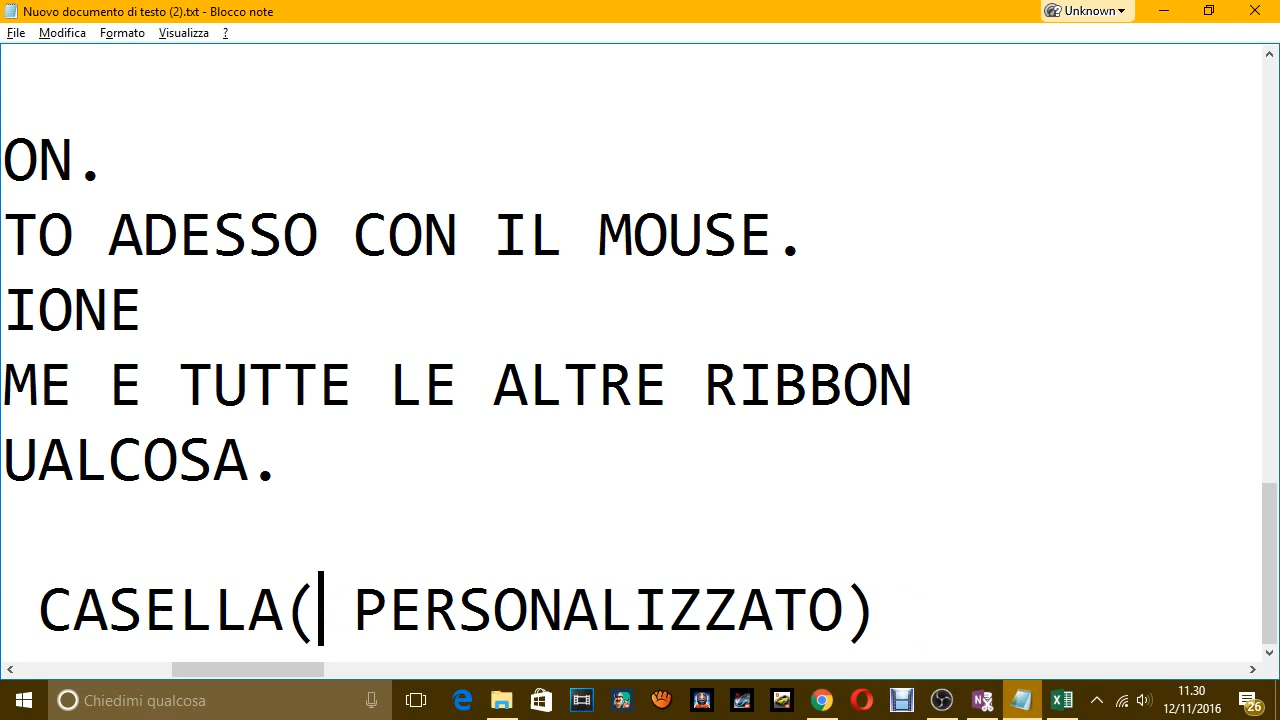 Nuovo documento di testo (2).txt - Blocco note
Unknown
File Modifica Formato Visualizza ?
ON.
TO ADESSO CON IL MOUSE.
IONE
ME E TUTTE LE ALTRE RIBBON
UALCOSA.
CASELLA( PERSONALIZZATO)
Chiedimi qualcosa
11.30
12/11/2016
26